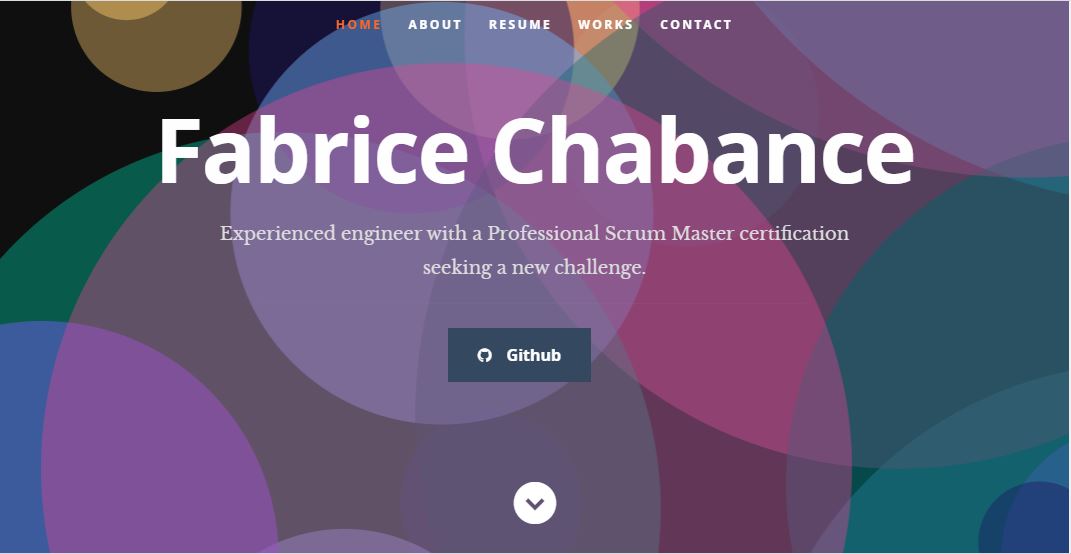 HOME ABOUT RESUME WORKS CONTACT
Fabrice Chabance
Experienced engineer with a Professional Scrum Master certification
seeking a new challenge.
Github